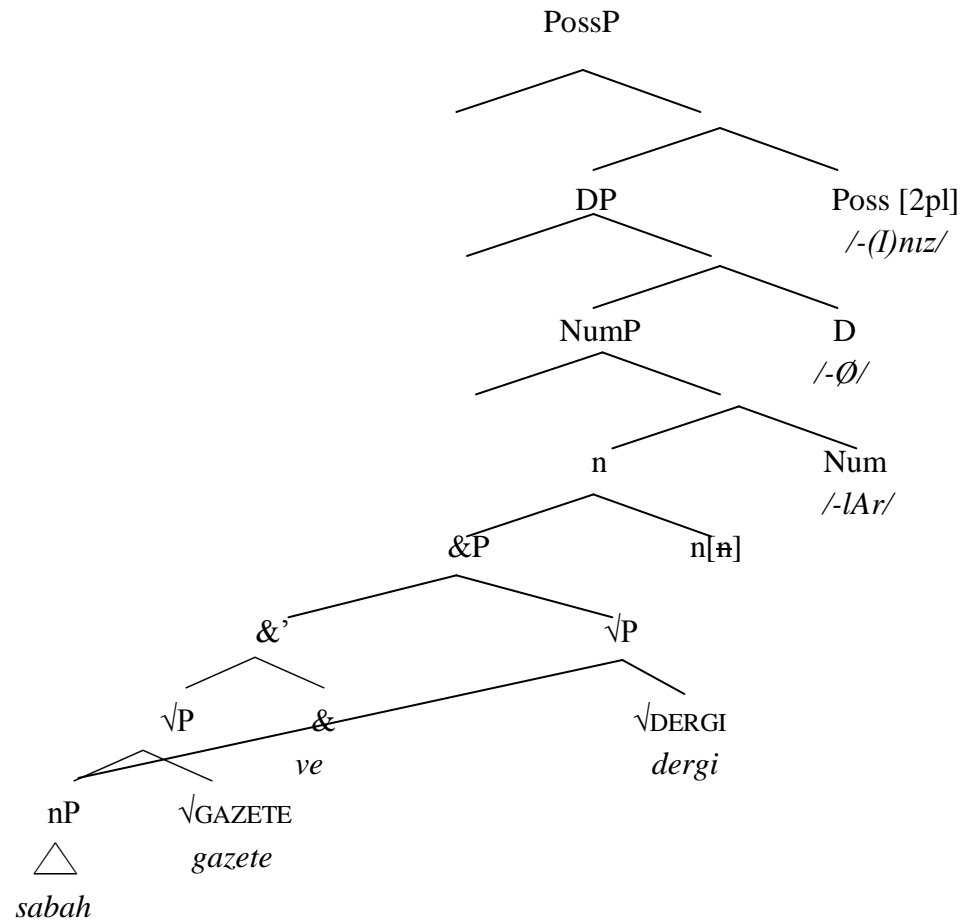 PossP
DP Poss [2pl]
/-(I)nız/
NumP D
/-Ø/
n Num
/-lAr/
&P n[n]
&’ √P
√P & √DERGI
ve dergi
nP √GAZETE
gazete
sabah